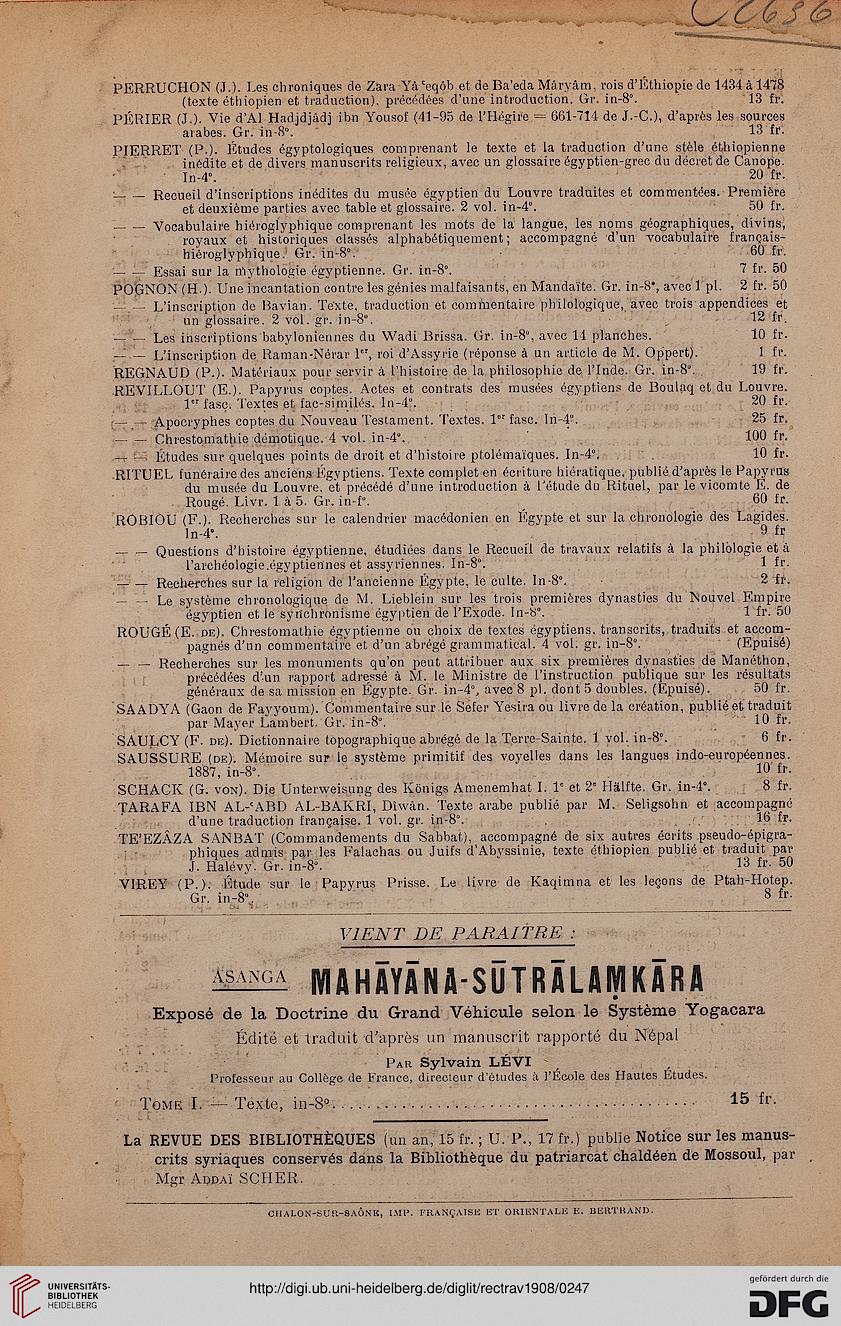 PERRUCHON (J.). Les chroniques de Zara Yâ‘eqôb et de Ba'eda Mâryâm, rois d'Éthiopie de 1434 à 1478
(texte éthiopien et traduction), précédées d'une introduction. Gr. in-8°. 13 fr.
PÉRIER (J.). Vie d'Al Hadjdjâdj ibn Yousof (41-95 de l'Hégire = 661-714 de J.-C.), d'après les sources
arabes. Gr. in-8°. 13 fr.
PIERRET (P.). Études égyptologiques comprenant le texte et la traduction d'une stèle éthiopienne
inédite et de divers manuscrits religieux, avec un glossaire égyptien-grec du décret de Canope.
In-4°. 20 fr.
— — Recueil d'inscriptions inédites du musée égyptien du Louvre traduites et commentées. Première
et deuxième parties avec table et glossaire. 2 vol. in-4°. 50 fr.
— — Vocabulaire hiéroglyphique comprenant les mots de la langue, les noms géographiques, divins,
royaux et historiques classés alphabétiquement; accompagné d'un vocabulaire français-
hiéroglyphique. Gr. in-8°. 60 fr.
— — Essai sur la mythologie égyptienne. Gr. in-8°. 7 fr. 50
POGNON (H.). Une incantation contre les génies malfaisants, en Mandaïte. Gr. in-8°, avec 1 pl. 2 fr. 50
— — L'inscription de Bavian. Texte, traduction et commentaire philologique, avec trois appendices et
un glossaire. 2 vol. gr. in-8°. 12 fr.
— — Les inscriptions babyloniennes du Wadi Brissa. Gr. in-8°, avec 14 planches. 10 fr.
— — L'inscription de Raman-Nérar Iᵉʳ, roi d'Assyrie (réponse à un article de M. Oppert). 1 fr.
REGNAUD (P.). Matériaux pour servir à l'histoire de la philosophie de l'Inde. Gr. in-8°. 19 fr.
REVILLOUT (E.). Papyrus coptes. Actes et contrats des musées égyptiens de Boulaq et du Louvre.
1ᵉʳ fasc. Textes et fac-similés. In-4°. 20 fr.
— — Apocryphes coptes du Nouveau Testament. Textes. 1ᵉʳ fasc. In-4°. 25 fr.
— — Chrestomathie démotique. 4 vol. in-4°. 100 fr.
— — Études sur quelques points de droit et d'histoire ptolémaïques. In-4°. 10 fr.
RITUEL funéraire des anciens Égyptiens. Texte complet en écriture hiératique, publié d'après le Papyrus
du musée du Louvre, et précédé d'une introduction à l'étude du Rituel, par le vicomte E. de
Rougé. Livr. 1 à 5. Gr. in-f°. 60 fr.
ROBIOU (F.). Recherches sur le calendrier macédonien en Égypte et sur la chronologie des Lagides.
In-4°. 9 fr
— — Questions d'histoire égyptienne, étudiées dans le Recueil de travaux relatifs à la philologie et à
l'archéologie égyptiennes et assyriennes. In-8°. 1 fr.
— — Recherches sur la religion de l'ancienne Égypte, le culte. In-8°. 2 fr.
— — Le système chronologique de M. Lieblein sur les trois premières dynasties du Nouvel Empire
égyptien et le synchronisme égyptien de l'Exode. In-8°. 1 fr. 50
ROUGÉ (E. DE). Chrestomathie égyptienne ou choix de textes égyptiens, transcrits, traduits et accom-
pagnés d'un commentaire et d'un abrégé grammatical. 4 vol. gr. in-8°. (Epuisé)
— — Recherches sur les monuments qu'on peut attribuer aux six premières dynasties de Manéthon,
précédées d'un rapport adressé à M. le Ministre de l'instruction publique sur les résultats
généraux de sa mission en Égypte. Gr. in-4°, avec 8 pl. dont 5 doubles. (Épuisé). 50 fr.
SAADYA (Gaon de Fayyoum). Commentaire sur le Sefer Yesira ou livre de la création, publié et traduit
par Mayer Lambert. Gr. in-8°. 10 fr.
SAULCY (F. DE). Dictionnaire topographique abrégé de la Terre-Sainte. 1 vol. in-8°. 6 fr.
SAUSSURE (DE). Mémoire sur le système primitif des voyelles dans les langues indo-européennes.
1887, in-8°. 10 fr.
SCHACK (G. VON). Die Unterweisung des Königs Amenemhat I. 1ᵉ et 2ᵉ Hälfte. Gr. in-4°. 8 fr.
TARAFA IBN AL-‘ABD AL-BAKRI, Diwân. Texte arabe publié par M. Seligsohn et accompagné
d'une traduction française. 1 vol. gr. in-8°. 16 fr.
TE'EZÂZA SANBAT (Commandements du Sabbat), accompagné de six autres écrits pseudo-épigra-
phiques admis par les Falachas ou Juifs d'Abyssinie, texte éthiopien publié et traduit par
J. Halévy. Gr. in-8°. 13 fr. 50
VIREY (P.). Étude sur le Papyrus Prisse. Le livre de Kaqimna et les leçons de Ptah-Hotep.
Gr. in-8°. 8 fr.
VIENT DE PARAITRE :
ASANGA MAHĀYĀNA-SŪTRĀLAṂKĀRA
Exposé de la Doctrine du Grand Véhicule selon le Système Yogacara
Édité et traduit d'après un manuscrit rapporté du Népal
PAR Sylvain LÉVI
Professeur au Collège de France, directeur d'études à l'École des Hautes Études.
TOME I. — Texte, in-8°........................................ 15 fr.
La REVUE DES BIBLIOTHÈQUES (un an, 15 fr.; U. P., 17 fr.) publie Notice sur les manus-
crits syriaques conservés dans la Bibliothèque du patriarcat chaldéen de Mossoul, par
Mgr ADDAÏ SCHER.
CHALON-SUR-SAÔNE, IMP. FRANÇAISE ET ORIENTALE E. BERTRAND.
UNIVERSITÄTS-
BIBLIOTHEK
HEIDELBERG
http://digi.ub.uni-heidelberg.de/diglit/rectrav1908/0247
gefördert durch die
DFG